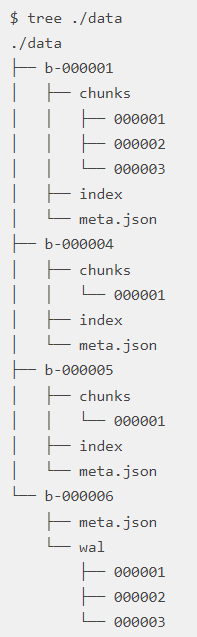 $ tree ./data
./data
├── b-000001
│   ├── chunks
│   │   ├── 000001
│   │   ├── 000002
│   │   └── 000003
│   ├── index
│   └── meta.json
├── b-000004
│   ├── chunks
│   │   └── 000001
│   ├── index
│   └── meta.json
├── b-000005
│   ├── chunks
│   │   └── 000001
│   ├── index
│   └── meta.json
└── b-000006
    ├── meta.json
    └── wal
        ├── 000001
        ├── 000002
        └── 000003